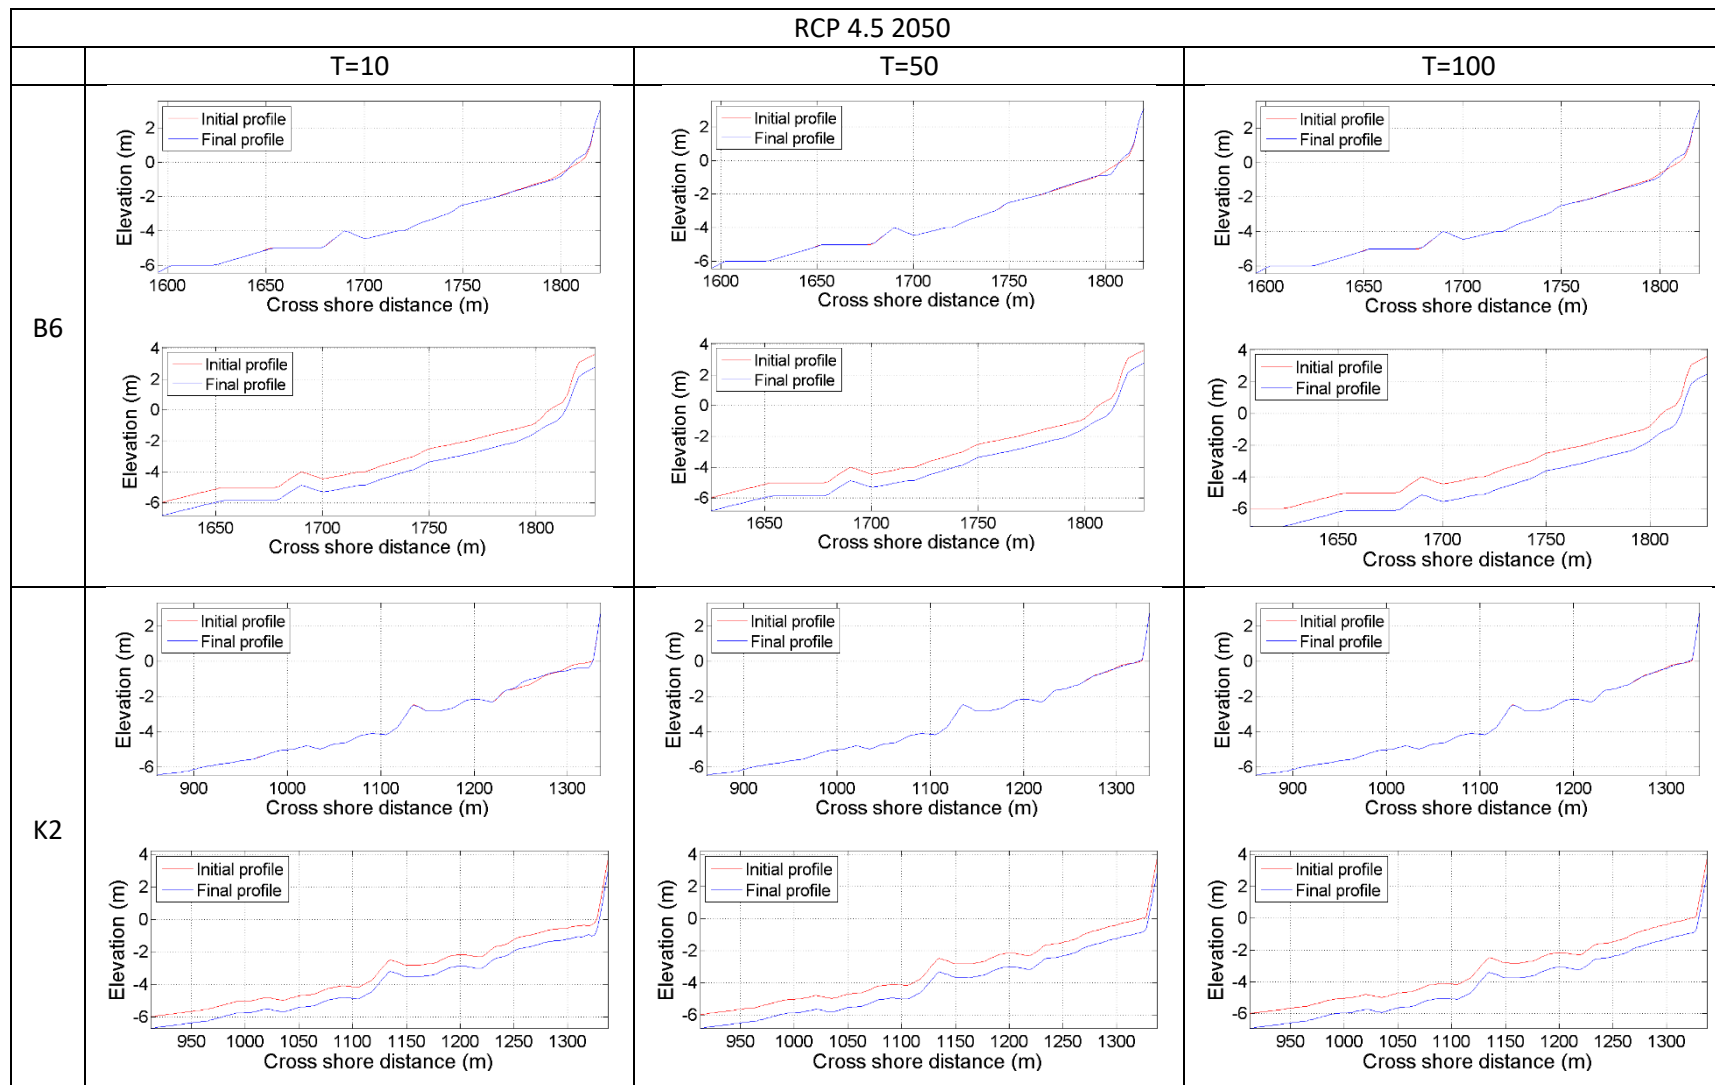 RCP 4.5 2050
T=10
T=50
T=100
B6
Elevation (m)
2
0
-2
-4
-6
Initial profile
Final profile
1600 1650 1700 1750 1800
Cross shore distance (m)
Elevation (m)
2
0
-2
-4
-6
Initial profile
Final profile
1600 1650 1700 1750 1800
Cross shore distance (m)
Elevation (m)
2
0
-2
-4
-6
Initial profile
Final profile
1600 1650 1700 1750 1800
Cross shore distance (m)
Elevation (m)
4
2
0
-2
-4
-6
Initial profile
Final profile
1650 1700 1750 1800
Cross shore distance (m)
Elevation (m)
4
2
0
-2
-4
-6
Initial profile
Final profile
1650 1700 1750 1800
Cross shore distance (m)
Elevation (m)
4
2
0
-2
-4
-6
Initial profile
Final profile
1650 1700 1750 1800
Cross shore distance (m)
K2
Elevation (m)
2
0
-2
-4
-6
Initial profile
Final profile
900 1000 1100 1200 1300
Cross shore distance (m)
Elevation (m)
2
0
-2
-4
-6
Initial profile
Final profile
900 1000 1100 1200 1300
Cross shore distance (m)
Elevation (m)
2
0
-2
-4
-6
Initial profile
Final profile
900 1000 1100 1200 1300
Cross shore distance (m)
Elevation (m)
4
2
0
-2
-4
-6
Initial profile
Final profile
950 1000 1050 1100 1150 1200 1250 1300
Cross shore distance (m)
Elevation (m)
4
2
0
-2
-4
-6
Initial profile
Final profile
950 1000 1050 1100 1150 1200 1250 1300
Cross shore distance (m)
Elevation (m)
4
2
0
-2
-4
-6
Initial profile
Final profile
950 1000 1050 1100 1150 1200 1250 1300
Cross shore distance (m)